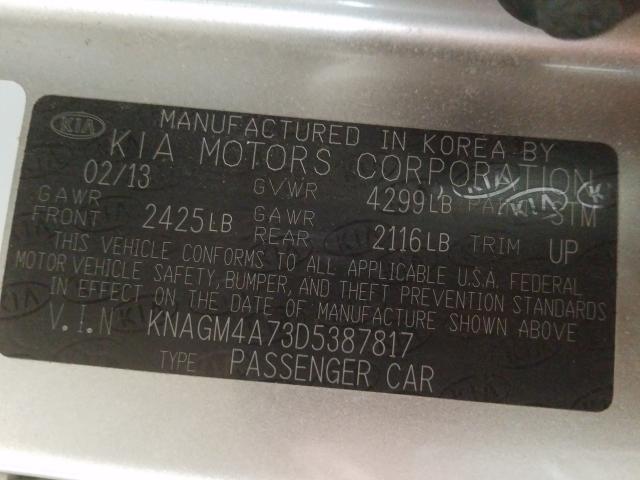 KIA MANUFACTURED IN KOREA BY
KIA MOTORS CORPORATION
02/13 GVWR 4299LB PAINT STM
GAWR FRONT 2425LB GAWR REAR 2116LB TRIM UP
THIS VEHICLE CONFORMS TO ALL APPLICABLE U.S.A. FEDERAL
MOTOR VEHICLE SAFETY, BUMPER, AND THEFT PREVENTION STANDARDS
IN EFFECT ON THE DATE OF MANUFACTURE SHOWN ABOVE
V.I.N KNAGM4A73D5387817
TYPE PASSENGER CAR